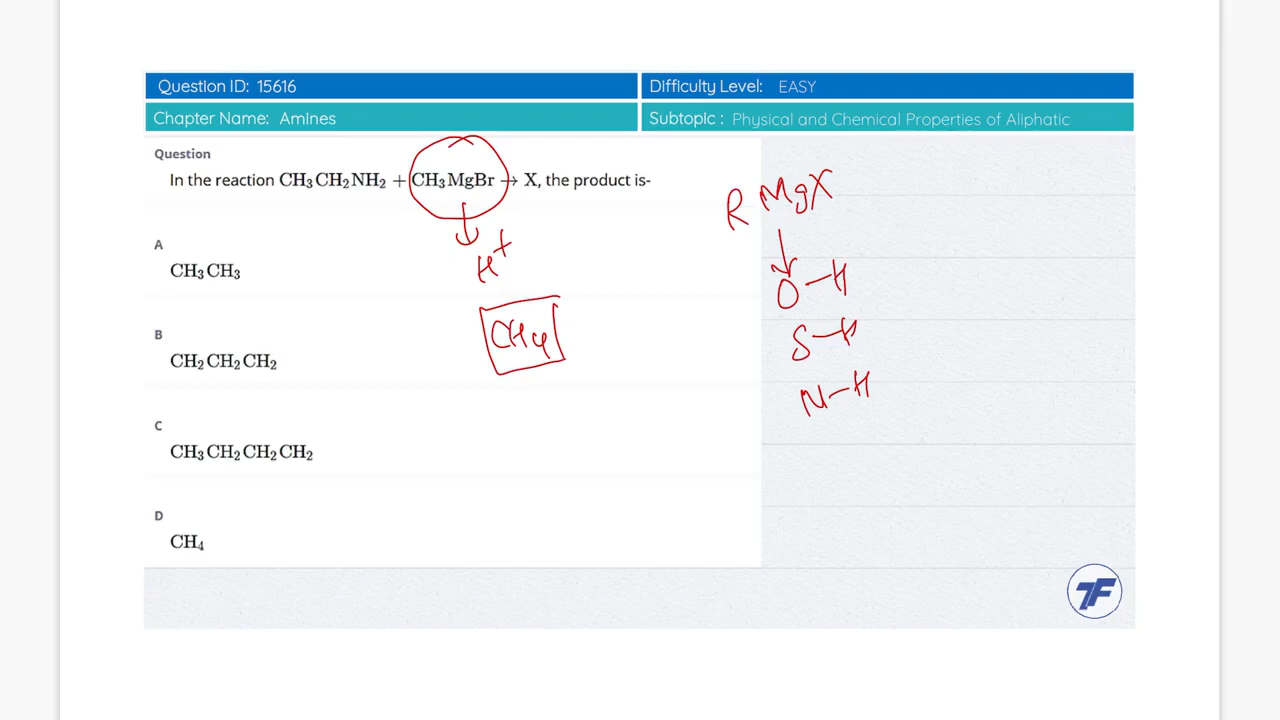 Question ID: 15616
Difficulty Level: EASY
Chapter Name: Amines
Subtopic : Physical and Chemical Properties of Aliphatic
Question
In the reaction CH₃CH₂NH₂ + CH₃MgBr → X, the product is-
R MgX
H⁺
O-H
A
CH₃CH₃
CH₄
S-H
B
CH₂CH₂CH₂
N-H
C
CH₃CH₂CH₂CH₂
D
CH₄
TF